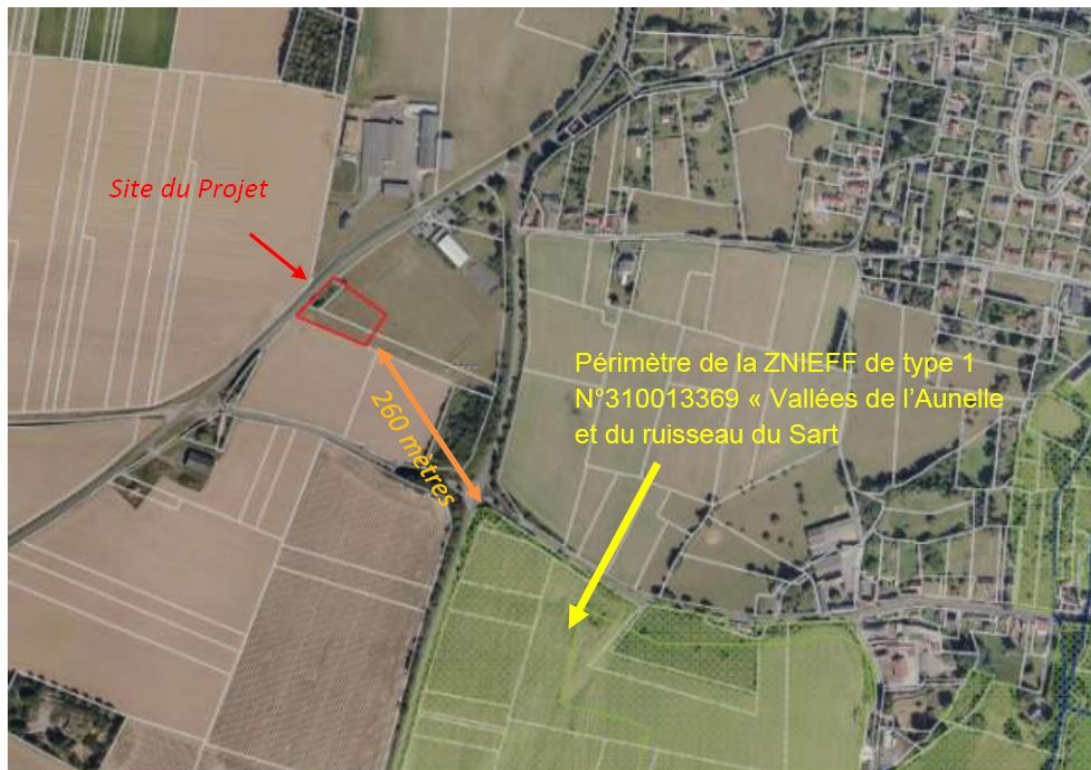 Site du Projet
Périmètre de la ZNIEFF de type 1
N°310013369 « Vallées de l'Aunelle
et du ruisseau du Sart
260 mètres